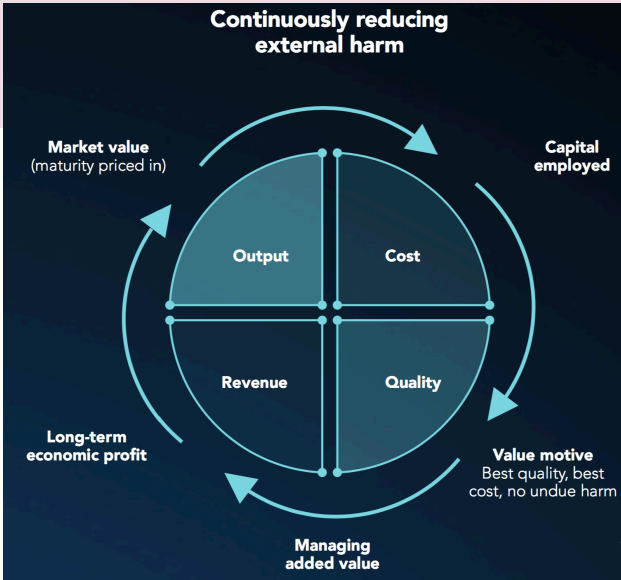 Continuously reducing
external harm
Market value
(maturity priced in)
Capital
employed
Output
Cost
Revenue
Quality
Long-term
economic profit
Value motive
Best quality, best
cost, no undue harm
Managing
added value